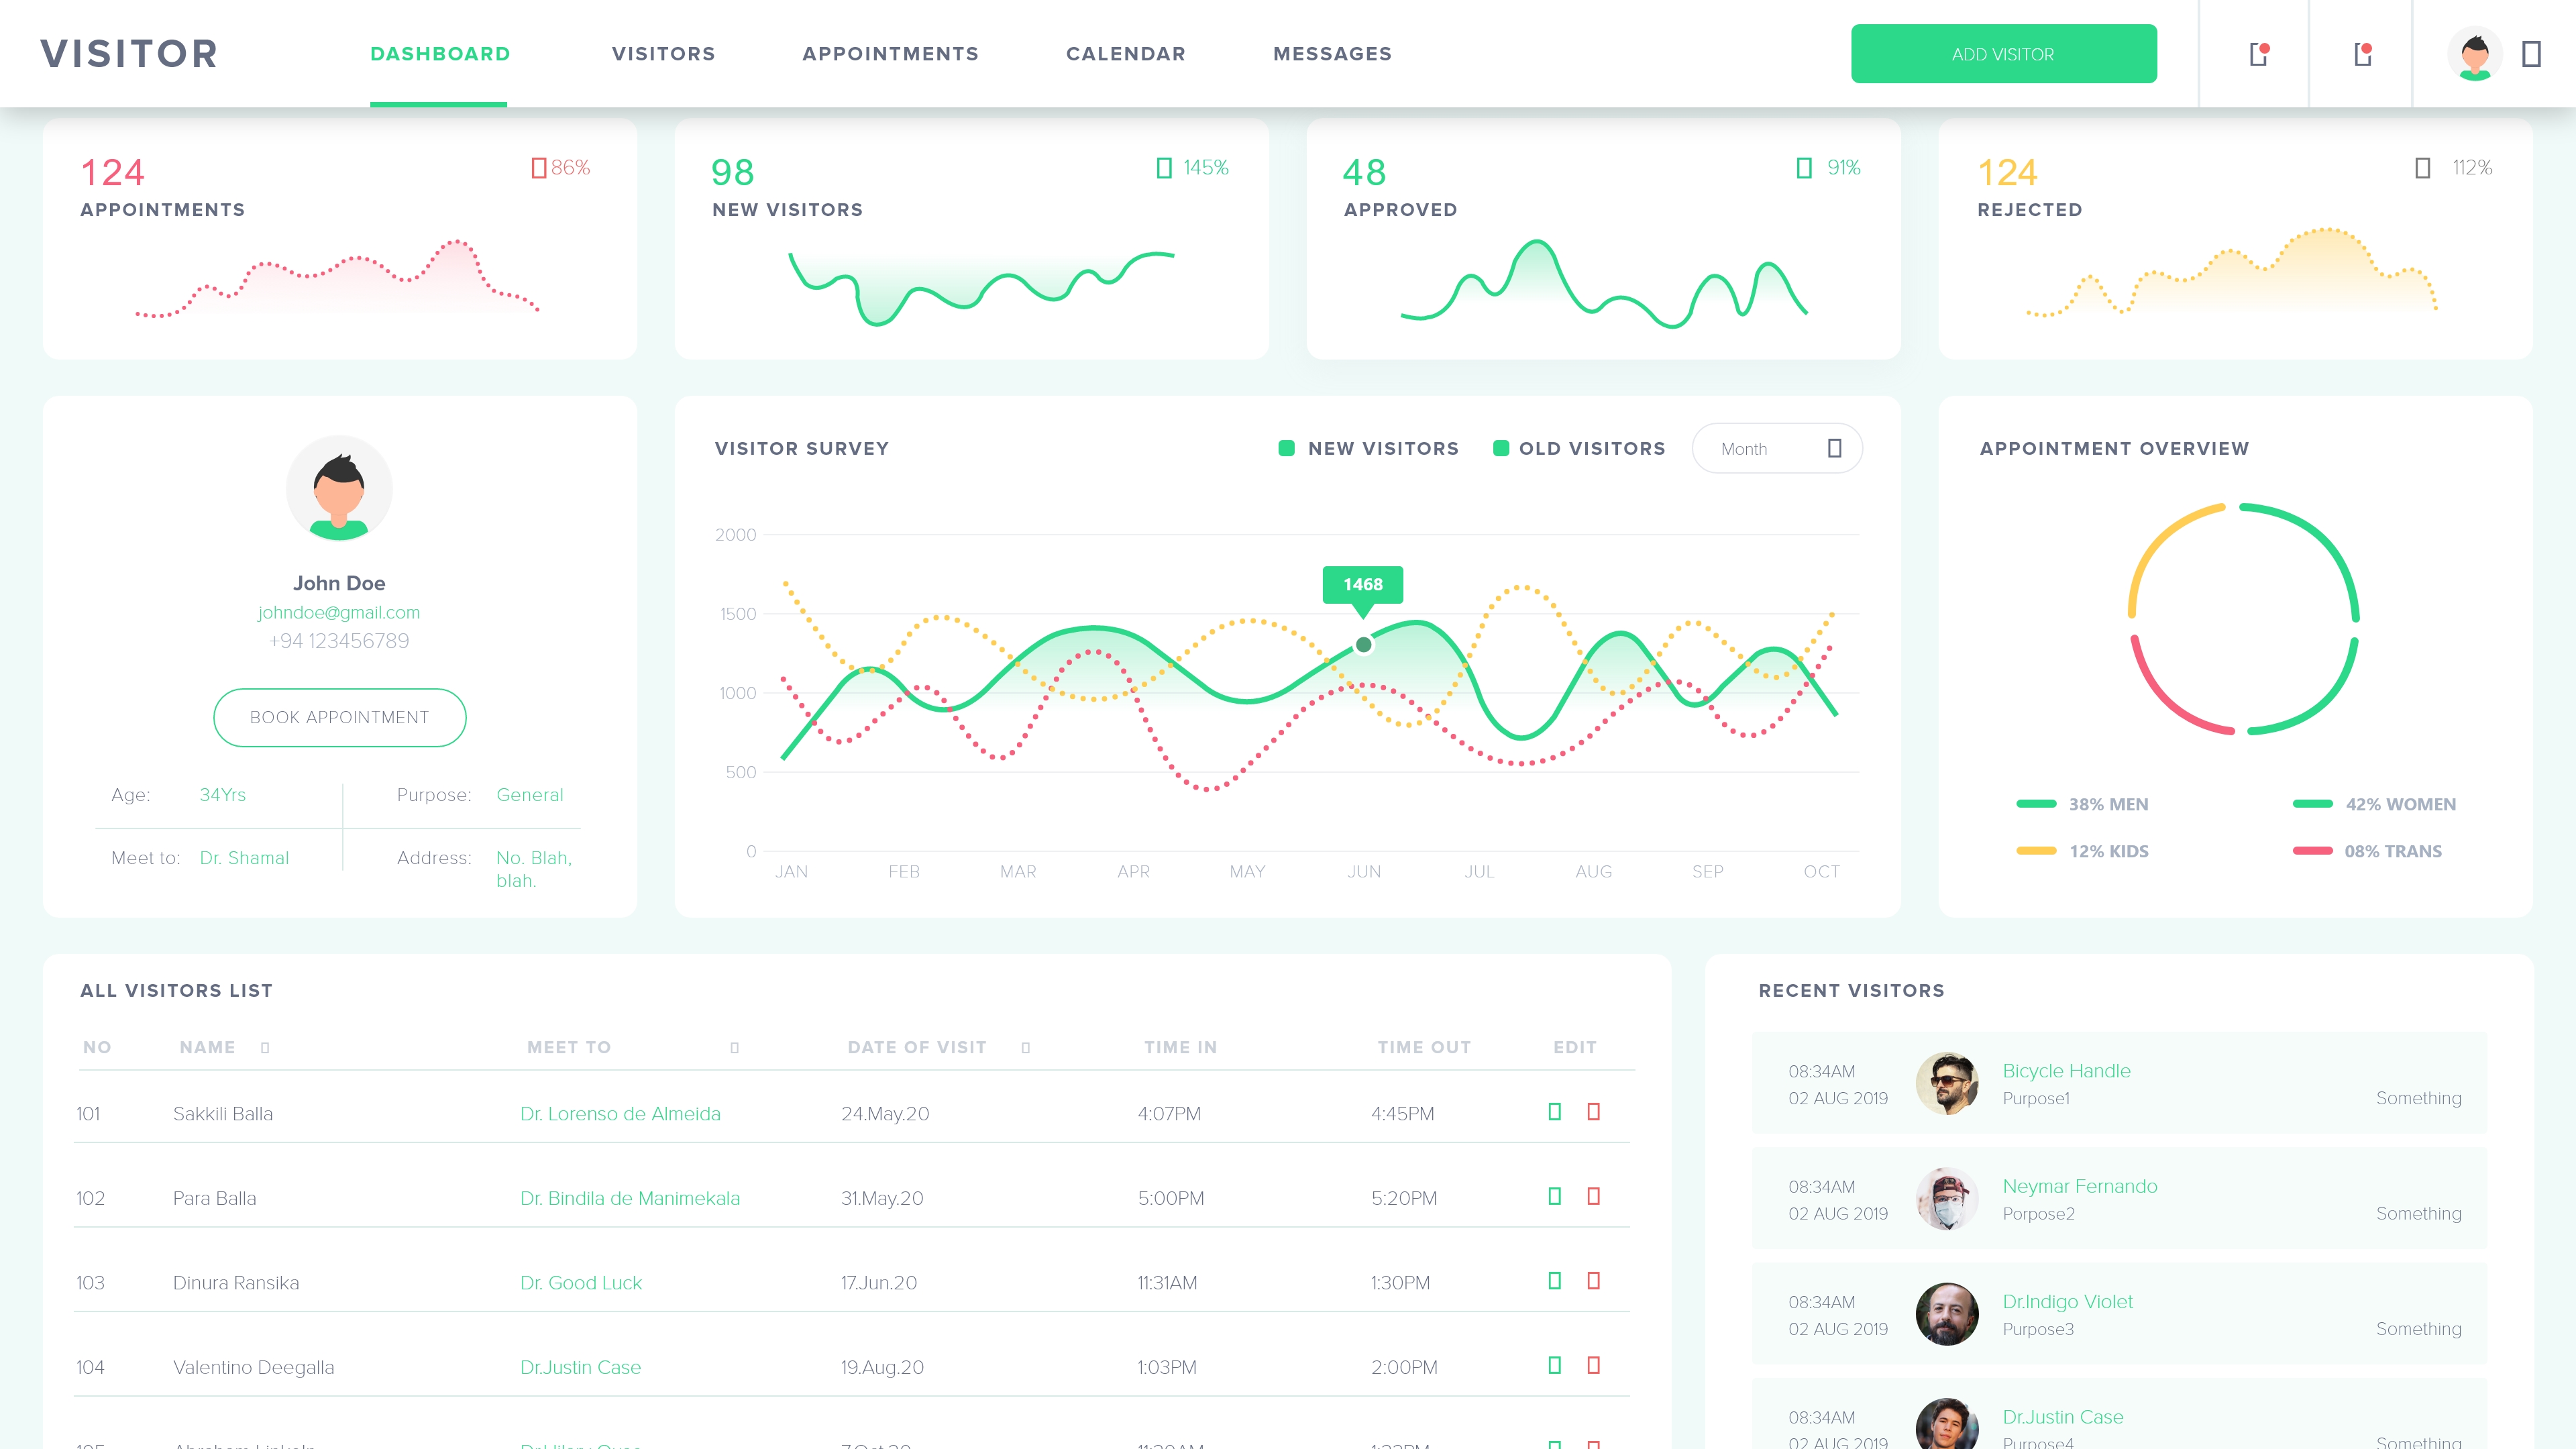 VISITOR
DASHBOARD VISITORS APPOINTMENTS CALENDAR MESSAGES
ADD VISITOR
124 86%
APPOINTMENTS
98 145%
NEW VISITORS
48 91%
APPROVED
124 112%
REJECTED
John Doe
johndoe@gmail.com
+94 123456789
BOOK APPOINTMENT
Age: 34Yrs Purpose: General
Meet to: Dr. Shamal Address: No. Blah,
blah.
VISITOR SURVEY NEW VISITORS OLD VISITORS Month
2000
1468
1500
1000
500
0
JAN FEB MAR APR MAY JUN JUL AUG SEP OCT
APPOINTMENT OVERVIEW
38% MEN 42% WOMEN
12% KIDS 08% TRANS
ALL VISITORS LIST
NO NAME MEET TO DATE OF VISIT TIME IN TIME OUT EDIT
101 Sakkili Balla Dr. Lorenso de Almeida 24.May.20 4:07PM 4:45PM
102 Para Balla Dr. Bindila de Manimekala 31.May.20 5:00PM 5:20PM
103 Dinura Ransika Dr. Good Luck 17.Jun.20 11:31AM 1:30PM
104 Valentino Deegalla Dr.Justin Case 19.Aug.20 1:03PM 2:00PM
RECENT VISITORS
08:34AM Bicycle Handle
02 AUG 2019 Purpose1 Something
08:34AM Neymar Fernando
02 AUG 2019 Porpose2 Something
08:34AM Dr.Indigo Violet
02 AUG 2019 Purpose3 Something
08:34AM Dr.Justin Case
02 AUG 2019 Purpose4 Something